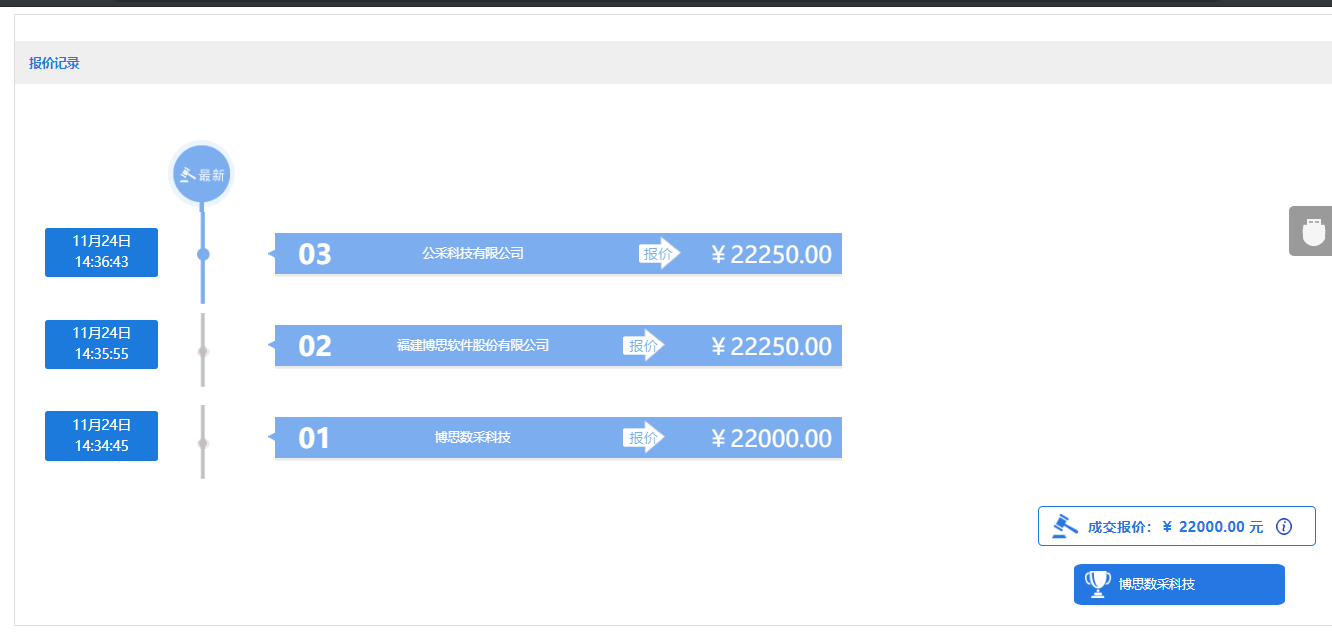 报价记录
最新
11月24日
14:36:43
03 公采科技有限公司 报价 ¥ 22250.00
11月24日
14:35:55
02 福建博思软件股份有限公司 报价 ¥ 22250.00
11月24日
14:34:45
01 博思数采科技 报价 ¥ 22000.00
成交报价： ¥ 22000.00 元
博思数采科技